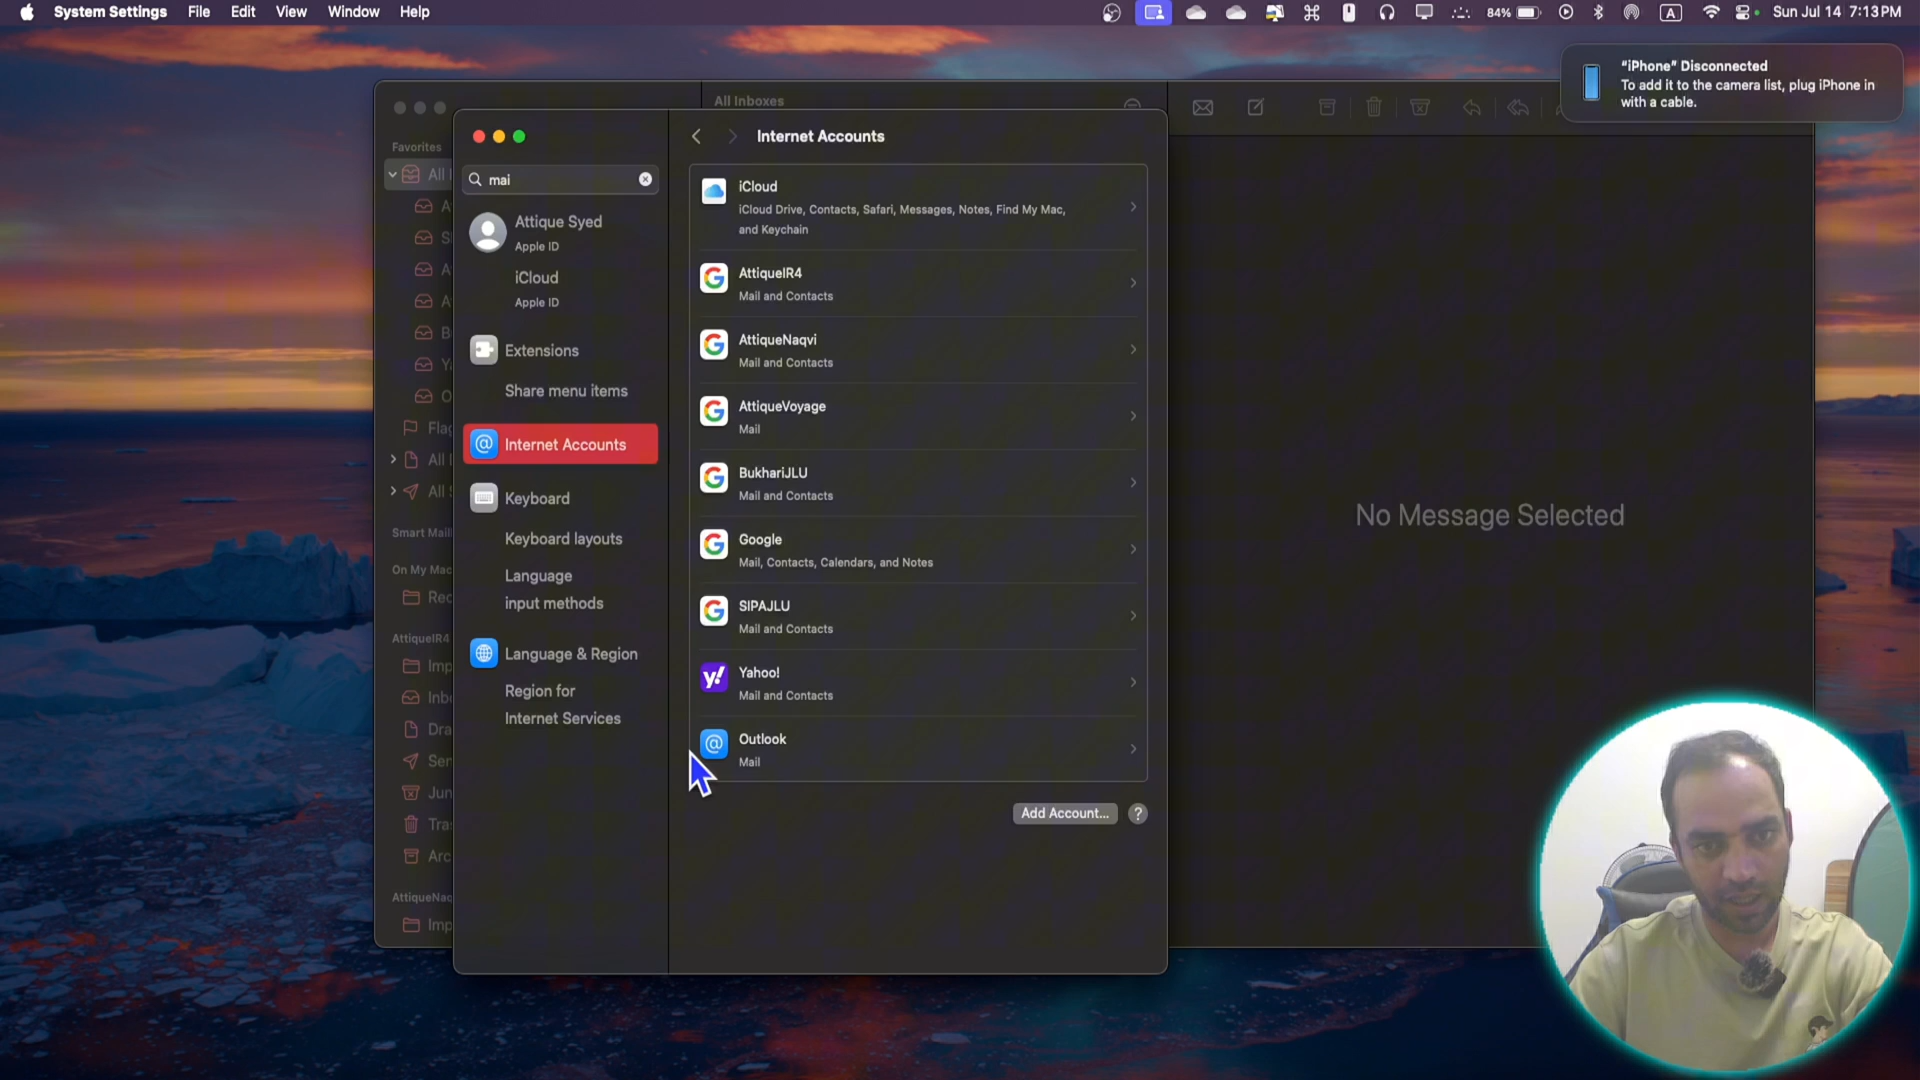 System Settings File Edit View Window Help
84% A Sun Jul 14 7:13 PM
"iPhone" Disconnected
To add it to the camera list, plug iPhone in
with a cable.
All Inboxes
Favorites
Smart Mail
On My Mac
AttiqueIR4
No Message Selected
mai
Attique Syed
Apple ID
iCloud
Apple ID
Extensions
Share menu items
Internet Accounts
Keyboard
Keyboard layouts
Language
input methods
Language & Region
Region for
Internet Services
Internet Accounts
iCloud
iCloud Drive, Contacts, Safari, Messages, Notes, Find My Mac,
and Keychain
AttiqueIR4
Mail and Contacts
AttiqueNaqvi
Mail and Contacts
AttiqueVoyage
Mail
BukhariJLU
Mail and Contacts
Google
Mail, Contacts, Calendars, and Notes
SIPAJLU
Mail and Contacts
Yahoo!
Mail and Contacts
Outlook
Mail
Add Account... ?